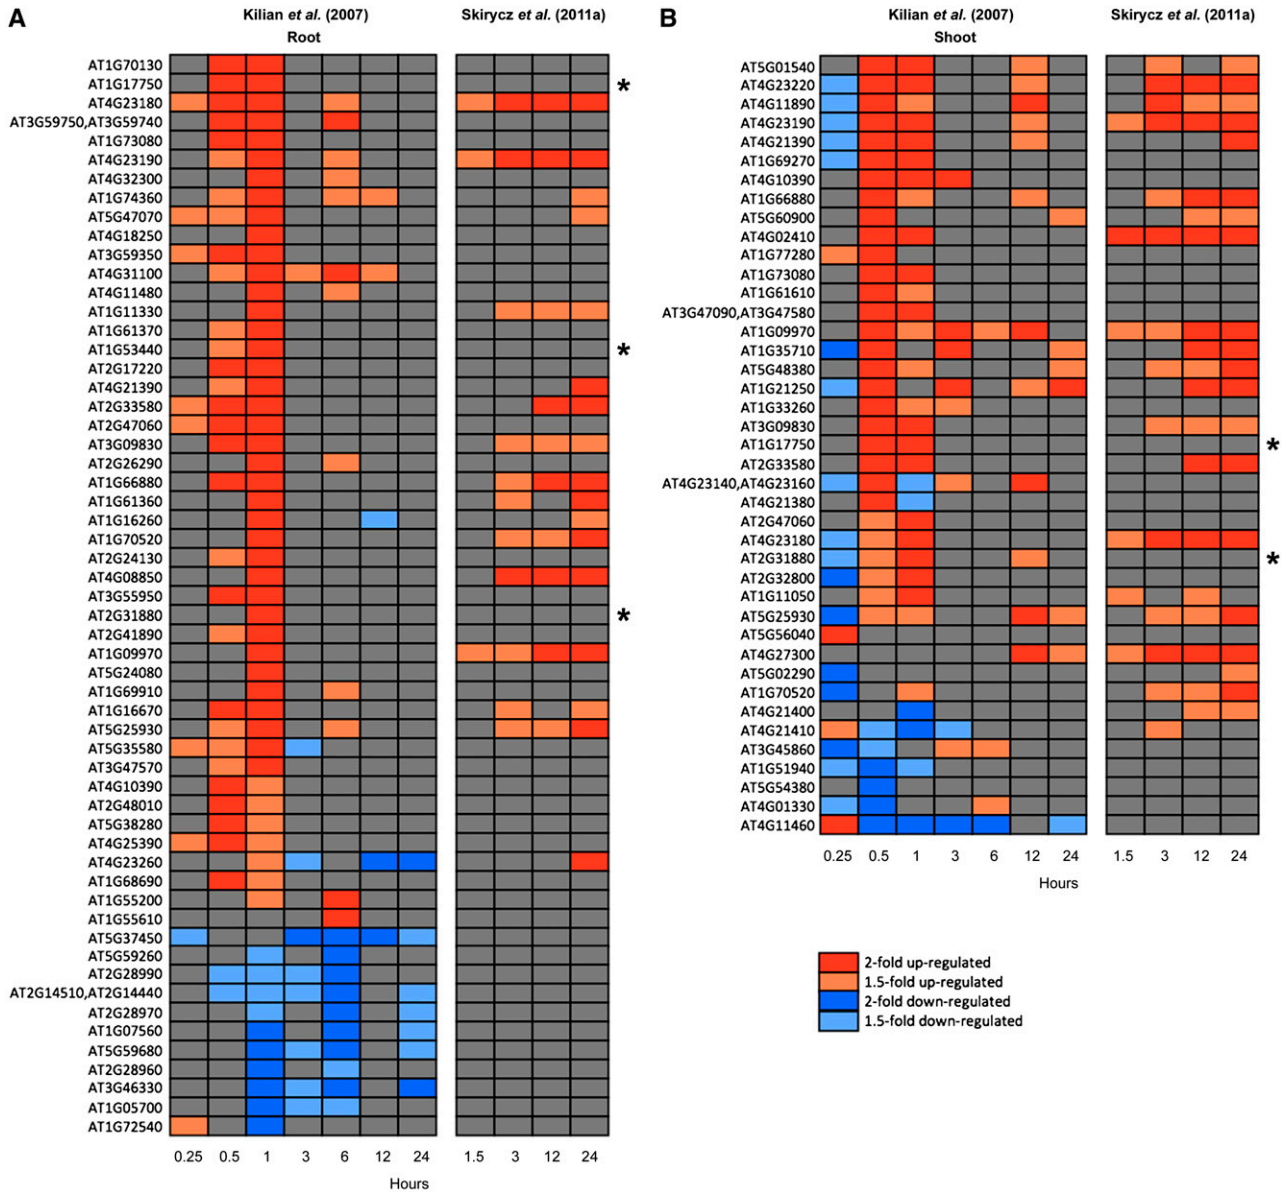 A
Kilian et al. (2007)
Skirycz et al. (2011a)
Root
AT1G70130
AT1G17750
*
AT4G23180
AT3G59750,AT3G59740
AT1G73080
AT4G23190
AT4G32300
AT1G74360
AT5G47070
AT4G18250
AT3G59350
AT4G31100
AT4G11480
AT1G11330
AT1G61370
AT1G53440
*
AT2G17220
AT4G21390
AT2G33580
AT2G47060
AT3G09830
AT2G26290
AT1G66880
AT1G61360
AT1G16260
AT1G70520
AT2G24130
AT4G08850
AT3G55950
AT2G31880
*
AT2G41890
AT1G09970
AT5G24080
AT1G69910
AT1G16670
AT5G25930
AT5G35580
AT3G47570
AT4G10390
AT2G48010
AT5G38280
AT4G25390
AT4G23260
AT1G68690
AT1G55200
AT1G55610
AT5G37450
AT5G59260
AT2G28990
AT2G14510,AT2G14440
AT2G28970
AT1G07560
AT5G59680
AT2G28960
AT3G46330
AT1G05700
AT1G72540
0.25 0.5 1 3 6 12 24 1.5 3 12 24
Hours
B
Kilian et al. (2007)
Skirycz et al. (2011a)
Shoot
AT5G01540
AT4G23220
AT4G11890
AT4G23190
AT4G21390
AT1G69270
AT4G10390
AT1G66880
AT5G60900
AT4G02410
AT1G77280
AT1G73080
AT1G61610
AT3G47090,AT3G47580
AT1G09970
AT1G35710
AT5G48380
AT1G21250
AT1G33260
AT3G09830
AT1G17750
*
AT2G33580
AT4G23140,AT4G23160
AT4G21380
AT2G47060
AT4G23180
AT2G31880
*
AT2G32800
AT1G11050
AT5G25930
AT5G56040
AT4G27300
AT5G02290
AT1G70520
AT4G21400
AT4G21410
AT3G45860
AT1G51940
AT5G54380
AT4G01330
AT4G11460
0.25 0.5 1 3 6 12 24 1.5 3 12 24
Hours
2-fold up-regulated
1.5-fold up-regulated
2-fold down-regulated
1.5-fold down-regulated